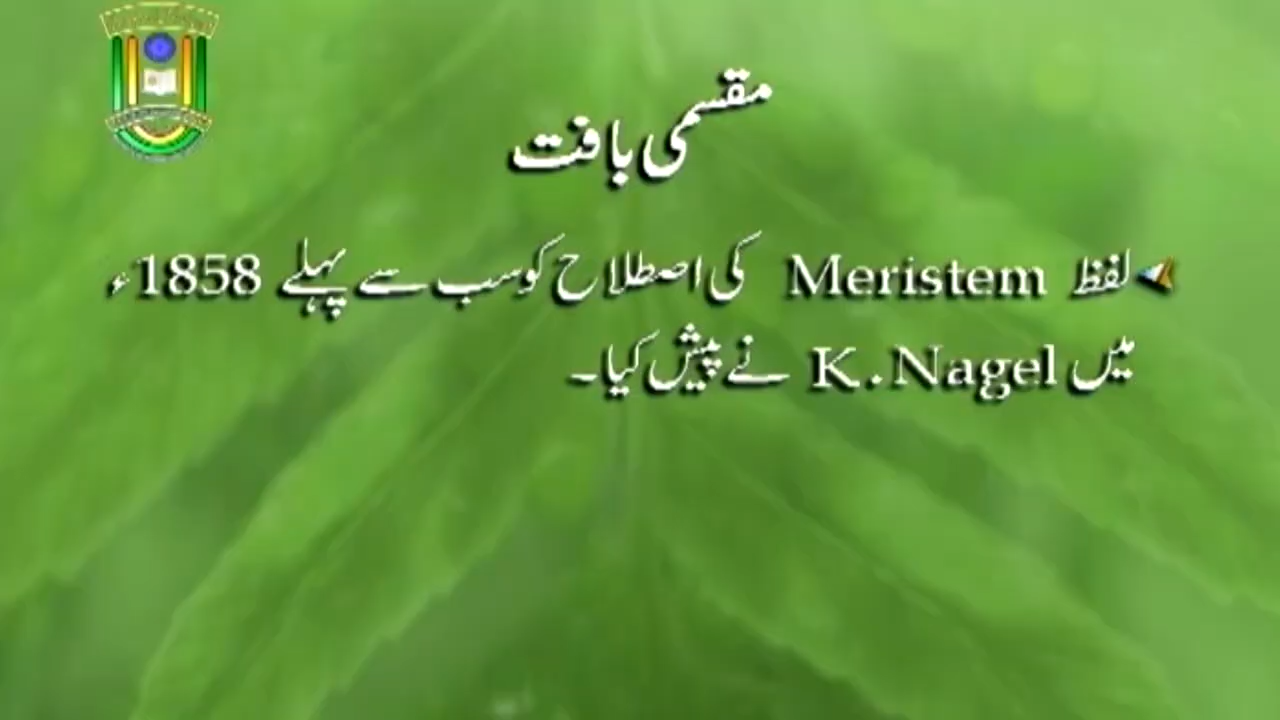 مقسمی بافت
لفظ Meristem کی اصطلاح کو سب سے پہلے 1858ء
میں K.Nagel نے پیش کیا۔